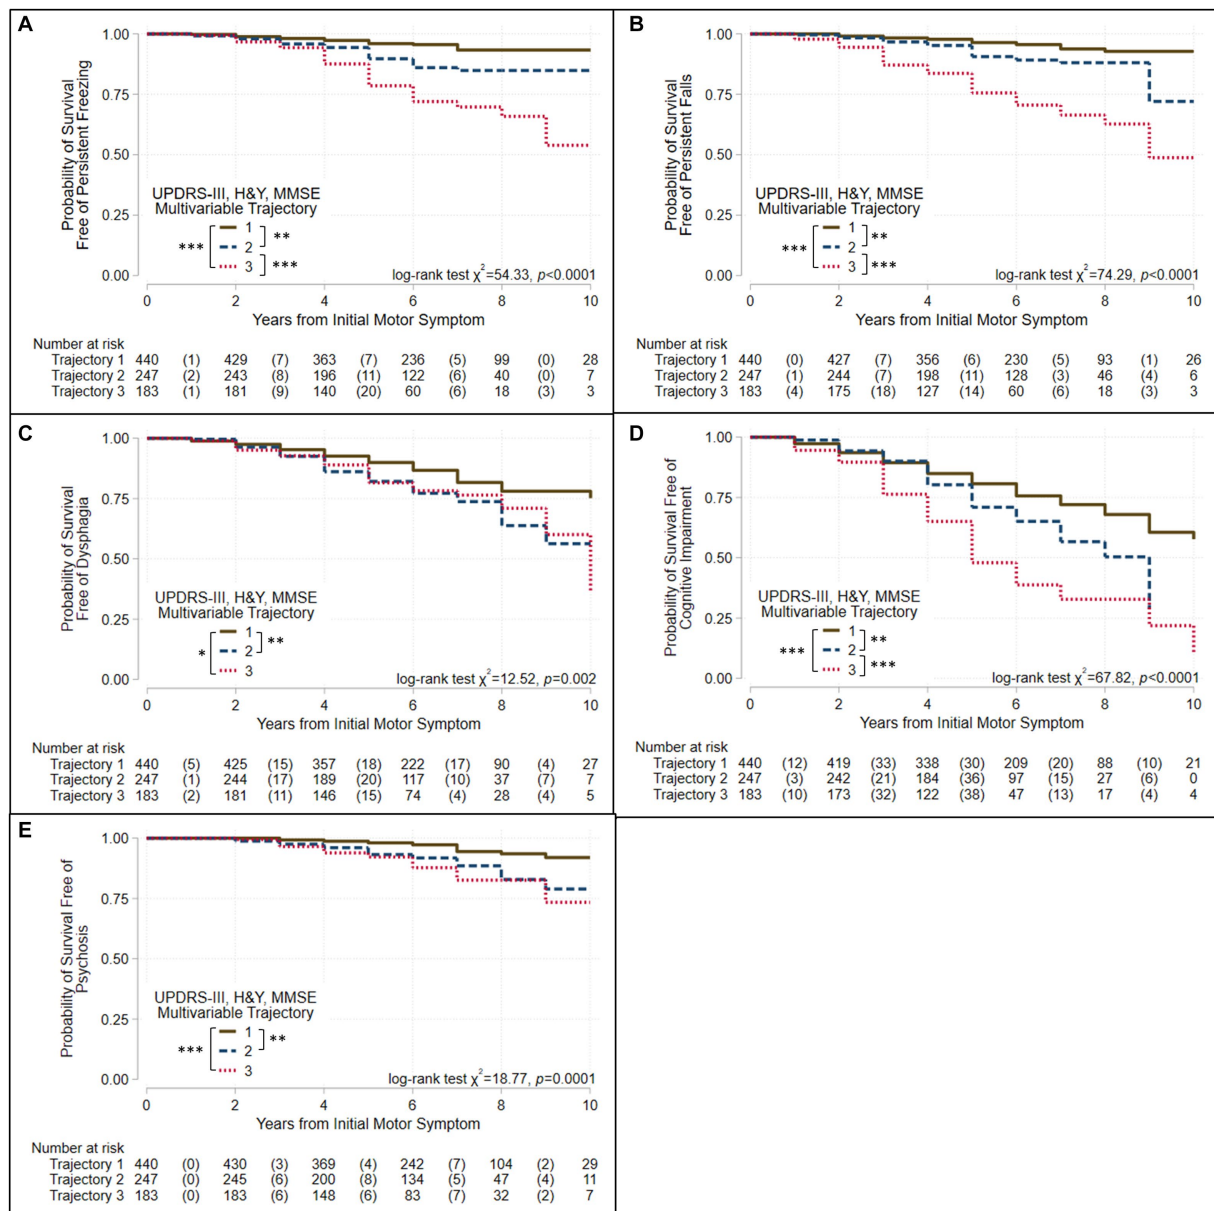 A
Probability of Survival
Free of Persistent Freezing
1.00
0.75
0.50
0.25
0.00
UPDRS-III, H&Y, MMSE
Multivariable Trajectory
1
2
3
***
**
***
log-rank test χ²=54.33, p<0.0001
0 2 4 6 8 10
Years from Initial Motor Symptom
Number at risk
Trajectory 1 440 (1) 429 (7) 363 (7) 236 (5) 99 (0) 28
Trajectory 2 247 (2) 243 (8) 196 (11) 122 (6) 40 (0) 7
Trajectory 3 183 (1) 181 (9) 140 (20) 60 (6) 18 (3) 3
B
Probability of Survival
Free of Persistent Falls
1.00
0.75
0.50
0.25
0.00
UPDRS-III, H&Y, MMSE
Multivariable Trajectory
1
2
3
***
**
***
log-rank test χ²=74.29, p<0.0001
0 2 4 6 8 10
Years from Initial Motor Symptom
Number at risk
Trajectory 1 440 (0) 427 (7) 356 (6) 230 (5) 93 (1) 26
Trajectory 2 247 (1) 244 (7) 198 (11) 128 (3) 46 (4) 6
Trajectory 3 183 (4) 175 (18) 127 (14) 60 (6) 18 (3) 3
C
Probability of Survival
Free of Dysphagia
1.00
0.75
0.50
0.25
0.00
UPDRS-III, H&Y, MMSE
Multivariable Trajectory
1
2
3
*
**
log-rank test χ²=12.52, p=0.002
0 2 4 6 8 10
Years from Initial Motor Symptom
Number at risk
Trajectory 1 440 (5) 425 (15) 357 (18) 222 (17) 90 (4) 27
Trajectory 2 247 (1) 244 (17) 189 (20) 117 (10) 37 (7) 7
Trajectory 3 183 (2) 181 (11) 146 (15) 74 (4) 28 (4) 5
D
Probability of Survival Free of
Cognitive Impairment
1.00
0.75
0.50
0.25
0.00
UPDRS-III, H&Y, MMSE
Multivariable Trajectory
1
2
3
***
**
***
log-rank test χ²=67.82, p<0.0001
0 2 4 6 8 10
Years from Initial Motor Symptom
Number at risk
Trajectory 1 440 (12) 419 (33) 338 (30) 209 (20) 88 (10) 21
Trajectory 2 247 (3) 242 (21) 184 (36) 97 (15) 27 (6) 0
Trajectory 3 183 (10) 173 (32) 122 (38) 47 (13) 17 (4) 4
E
Probability of Survival Free of
Psychosis
1.00
0.75
0.50
0.25
0.00
UPDRS-III, H&Y, MMSE
Multivariable Trajectory
1
2
3
***
**
log-rank test χ²=18.77, p=0.0001
0 2 4 6 8 10
Years from Initial Motor Symptom
Number at risk
Trajectory 1 440 (0) 430 (3) 369 (4) 242 (7) 104 (2) 29
Trajectory 2 247 (0) 245 (6) 200 (8) 134 (5) 47 (4) 11
Trajectory 3 183 (0) 183 (6) 148 (6) 83 (7) 32 (2) 7